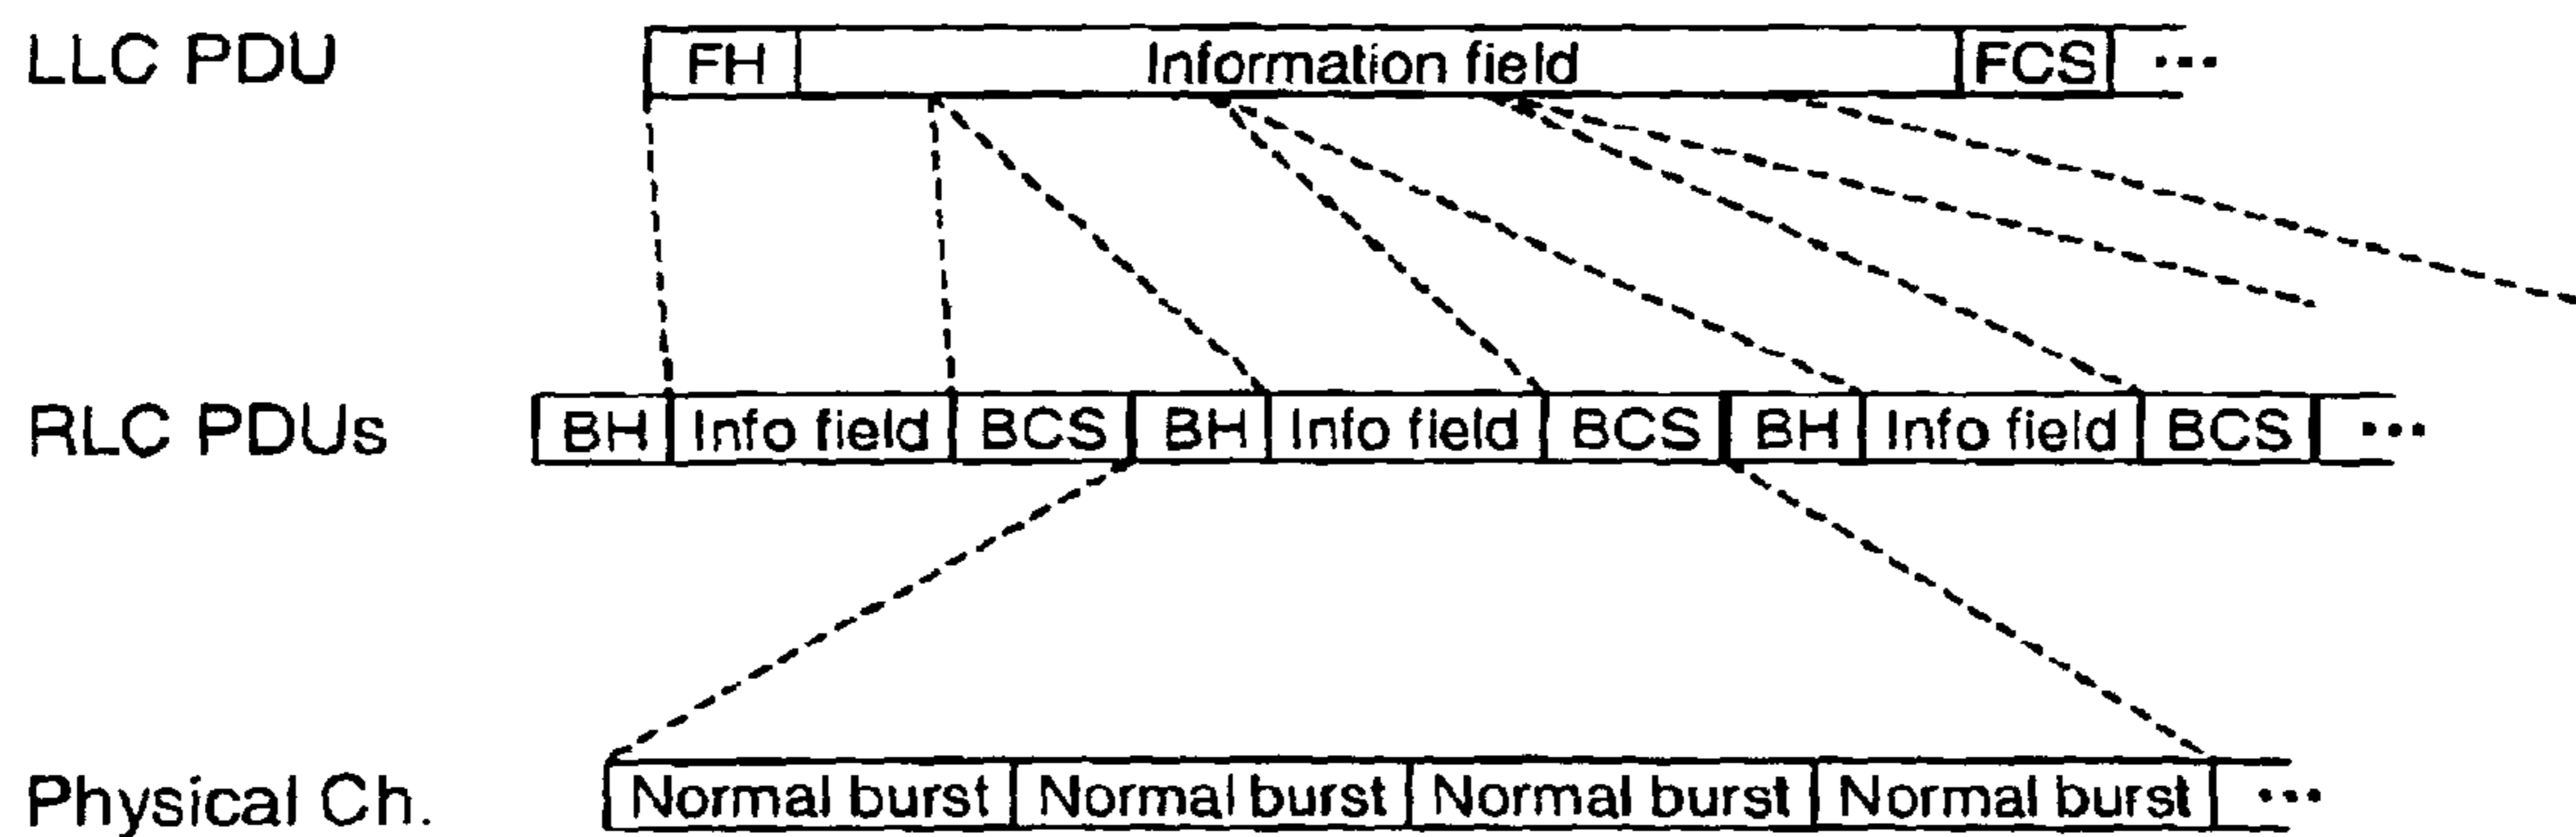 LLC PDU FH Information field FCS ...
RLC PDUs BH Info field BCS BH Info field BCS BH Info field BCS ...
Physical Ch. Normal burst Normal burst Normal burst Normal burst ...